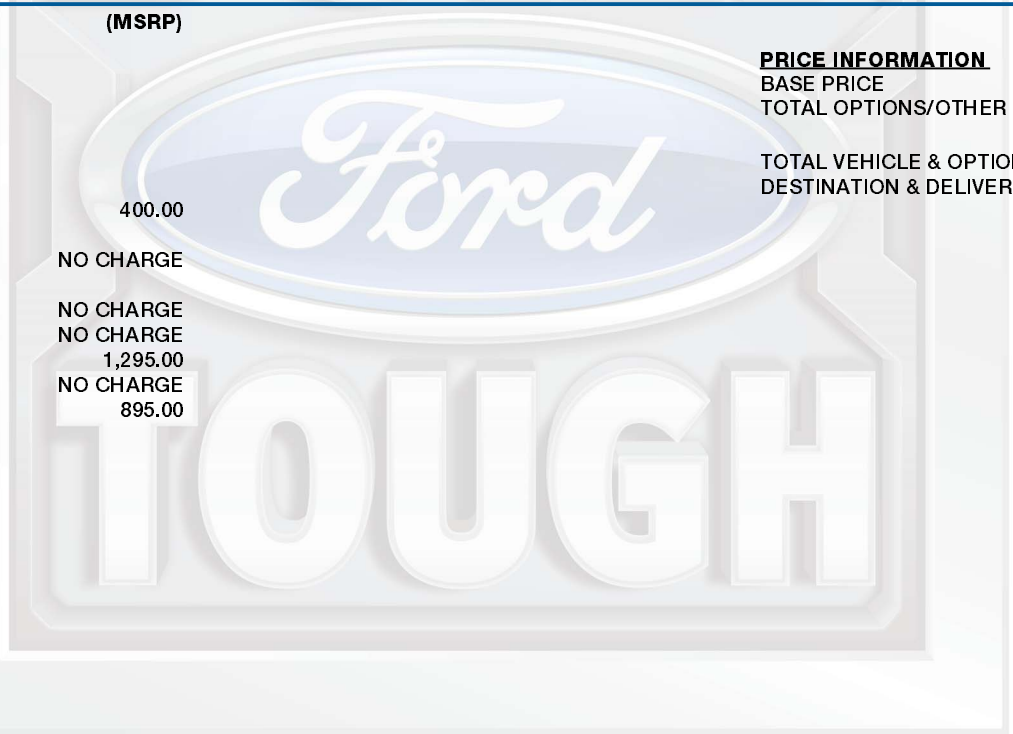 (MSRP)
PRICE INFORMATION
BASE PRICE
TOTAL OPTIONS/OTHER
TOTAL VEHICLE & OPTIO
DESTINATION & DELIVER
400.00
NO CHARGE
NO CHARGE
NO CHARGE
1,295.00
NO CHARGE
895.00
Ford
TOUGH